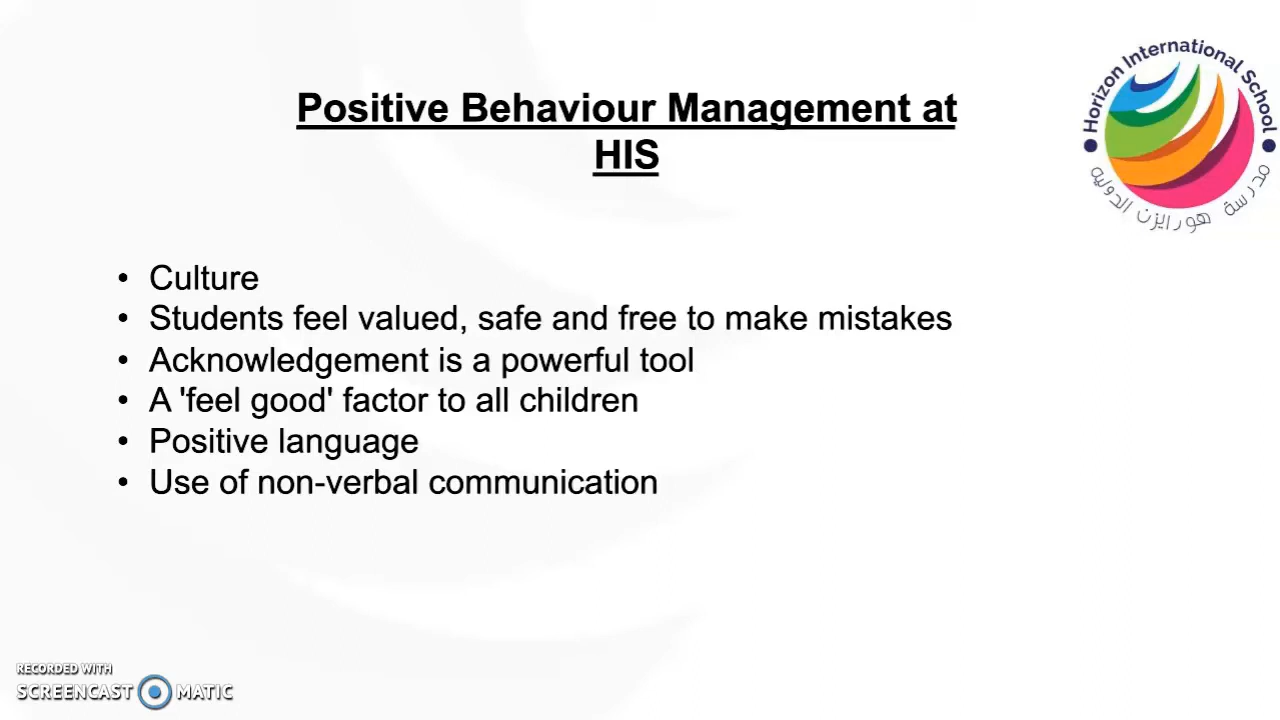 Positive Behaviour Management at
HIS
Horizon International School
مدرسة هورايزن الدولية
• Culture
• Students feel valued, safe and free to make mistakes
• Acknowledgement is a powerful tool
• A 'feel good' factor to all children
• Positive language
• Use of non-verbal communication
RECORDED WITH
SCREENCAST MATIC